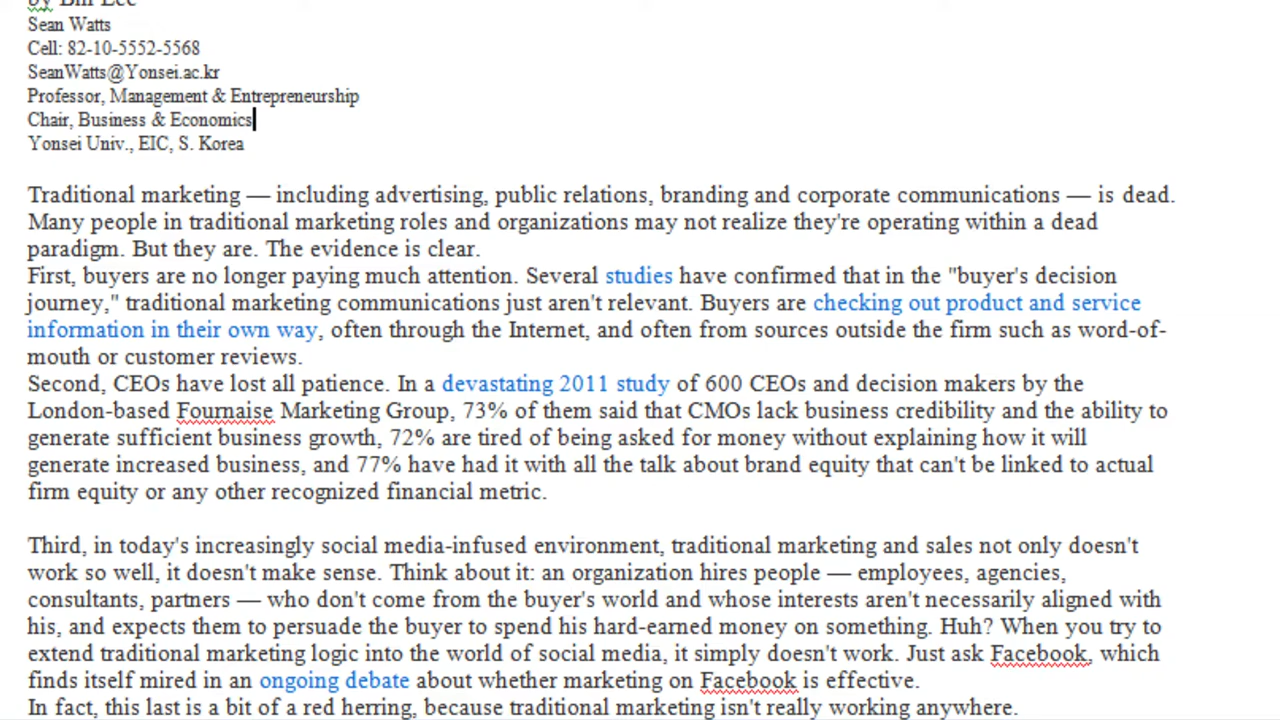 by Bill Lee
Sean Watts
Cell: 82-10-5552-5568
SeanWatts@Yonsei.ac.kr
Professor, Management & Entrepreneurship
Chair, Business & Economics
Yonsei Univ., EIC, S. Korea
Traditional marketing — including advertising, public relations, branding and corporate communications — is dead.
Many people in traditional marketing roles and organizations may not realize they're operating within a dead
paradigm. But they are. The evidence is clear.
First, buyers are no longer paying much attention. Several studies have confirmed that in the "buyer's decision
journey," traditional marketing communications just aren't relevant. Buyers are checking out product and service
information in their own way, often through the Internet, and often from sources outside the firm such as word-of-
mouth or customer reviews.
Second, CEOs have lost all patience. In a devastating 2011 study of 600 CEOs and decision makers by the
London-based Fournaise Marketing Group, 73% of them said that CMOs lack business credibility and the ability to
generate sufficient business growth, 72% are tired of being asked for money without explaining how it will
generate increased business, and 77% have had it with all the talk about brand equity that can't be linked to actual
firm equity or any other recognized financial metric.
Third, in today's increasingly social media-infused environment, traditional marketing and sales not only doesn't
work so well, it doesn't make sense. Think about it: an organization hires people — employees, agencies,
consultants, partners — who don't come from the buyer's world and whose interests aren't necessarily aligned with
his, and expects them to persuade the buyer to spend his hard-earned money on something. Huh? When you try to
extend traditional marketing logic into the world of social media, it simply doesn't work. Just ask Facebook, which
finds itself mired in an ongoing debate about whether marketing on Facebook is effective.
In fact, this last is a bit of a red herring, because traditional marketing isn't really working anywhere.